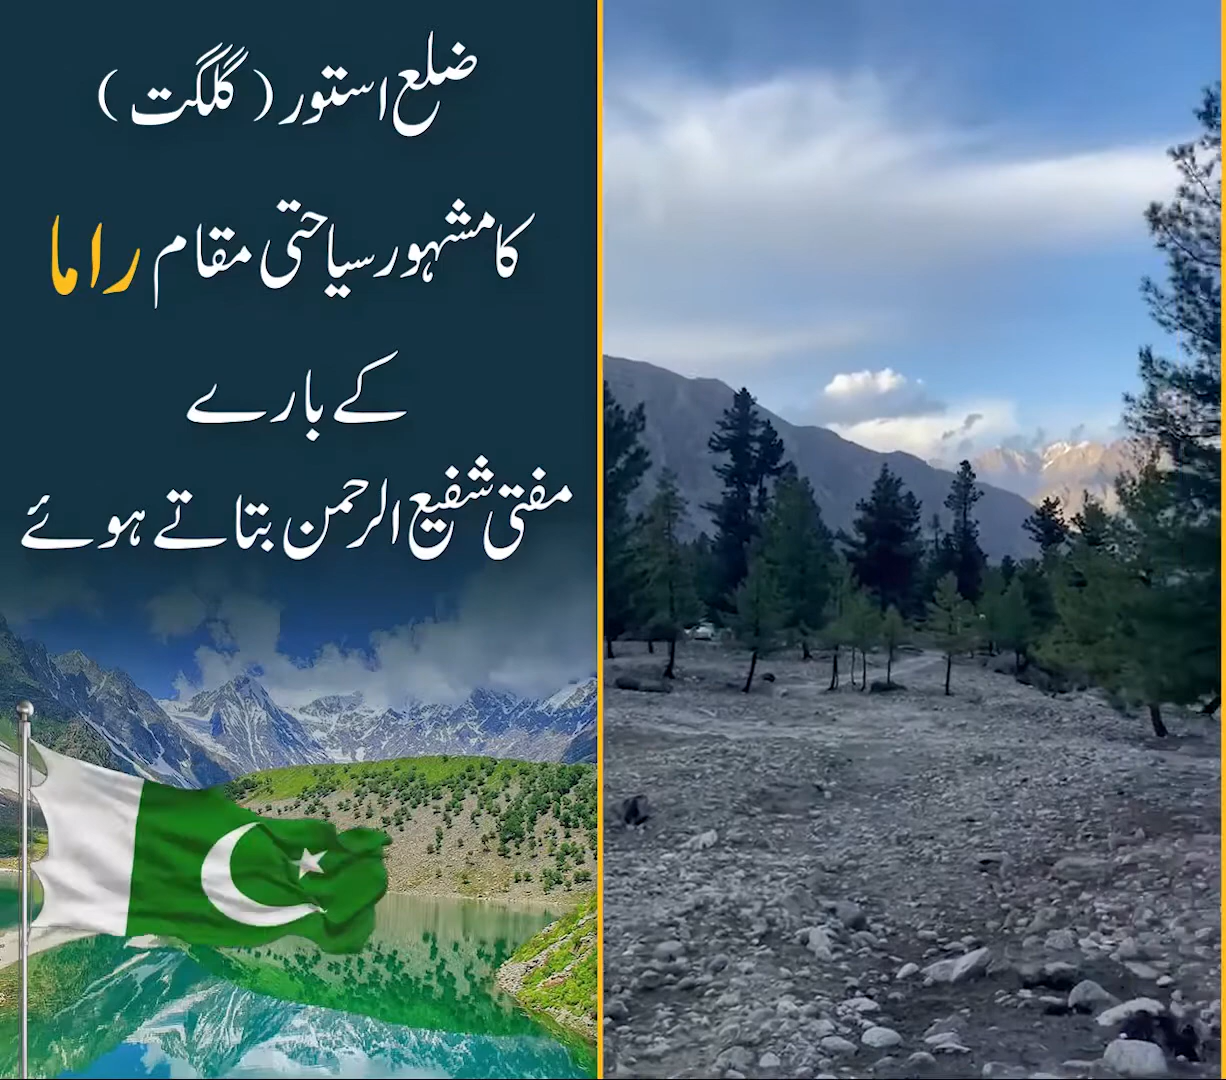 ضلع استور (گلگت)
کا مشہور سیاحتی مقام راما
کے بارے
مفتی شفیع الرحمن بتاتے ہوئے